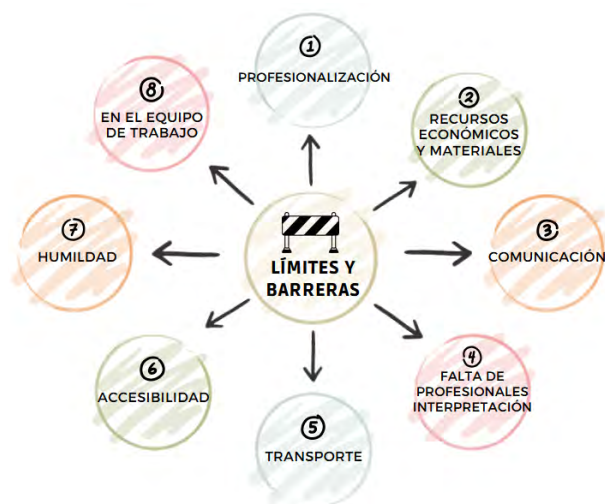 1
PROFESIONALIZACIÓN
2
RECURSOS
ECONÓMICOS
Y MATERIALES
3
COMUNICACIÓN
4
FALTA DE
PROFESIONALES
INTERPRETACIÓN
5
TRANSPORTE
6
ACCESIBILIDAD
7
HUMILDAD
8
EN EL EQUIPO
DE TRABAJO
LÍMITES Y
BARRERAS